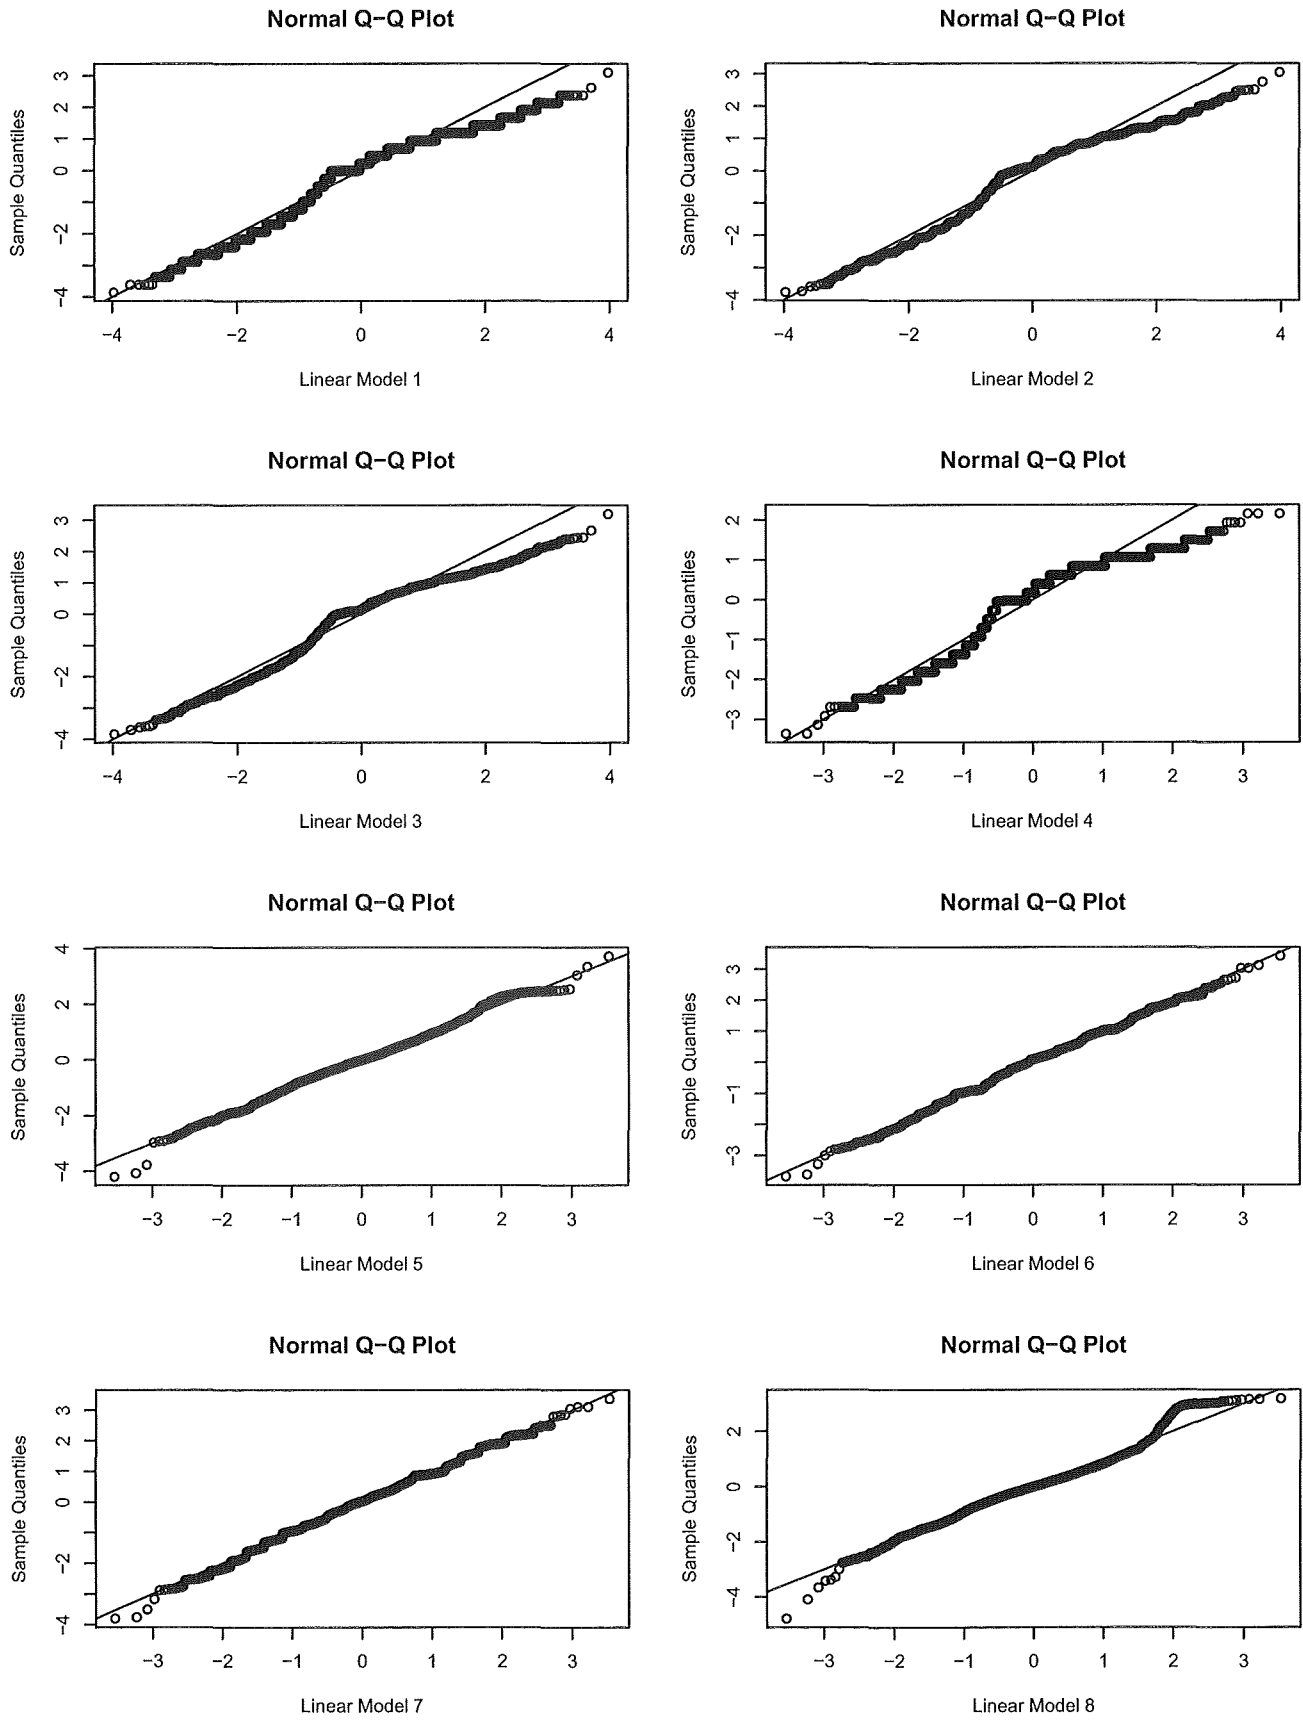 Normal Q−Q Plot
Sample Quantiles
3
2
1
0
−2
−4
−4 −2 0 2 4
Linear Model 1
Normal Q−Q Plot
Sample Quantiles
3
2
1
0
−2
−4
−4 −2 0 2 4
Linear Model 2
Normal Q−Q Plot
Sample Quantiles
3
2
1
0
−2
−4
−4 −2 0 2 4
Linear Model 3
Normal Q−Q Plot
Sample Quantiles
2
1
0
−1
−2
−3
−3 −2 −1 0 1 2 3
Linear Model 4
Normal Q−Q Plot
Sample Quantiles
4
2
0
−2
−4
−3 −2 −1 0 1 2 3
Linear Model 5
Normal Q−Q Plot
Sample Quantiles
3
2
1
−1
−3
−3 −2 −1 0 1 2 3
Linear Model 6
Normal Q−Q Plot
Sample Quantiles
3
2
1
0
−2
−4
−3 −2 −1 0 1 2 3
Linear Model 7
Normal Q−Q Plot
Sample Quantiles
2
0
−2
−4
−3 −2 −1 0 1 2 3
Linear Model 8